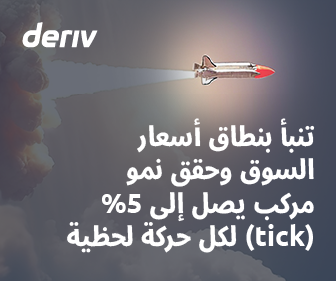 deriv
تنبأ بنطاق أسعار
السوق وحقق نمو
مركب يصل إلى 5%
(tick) لكل حركة لحظية